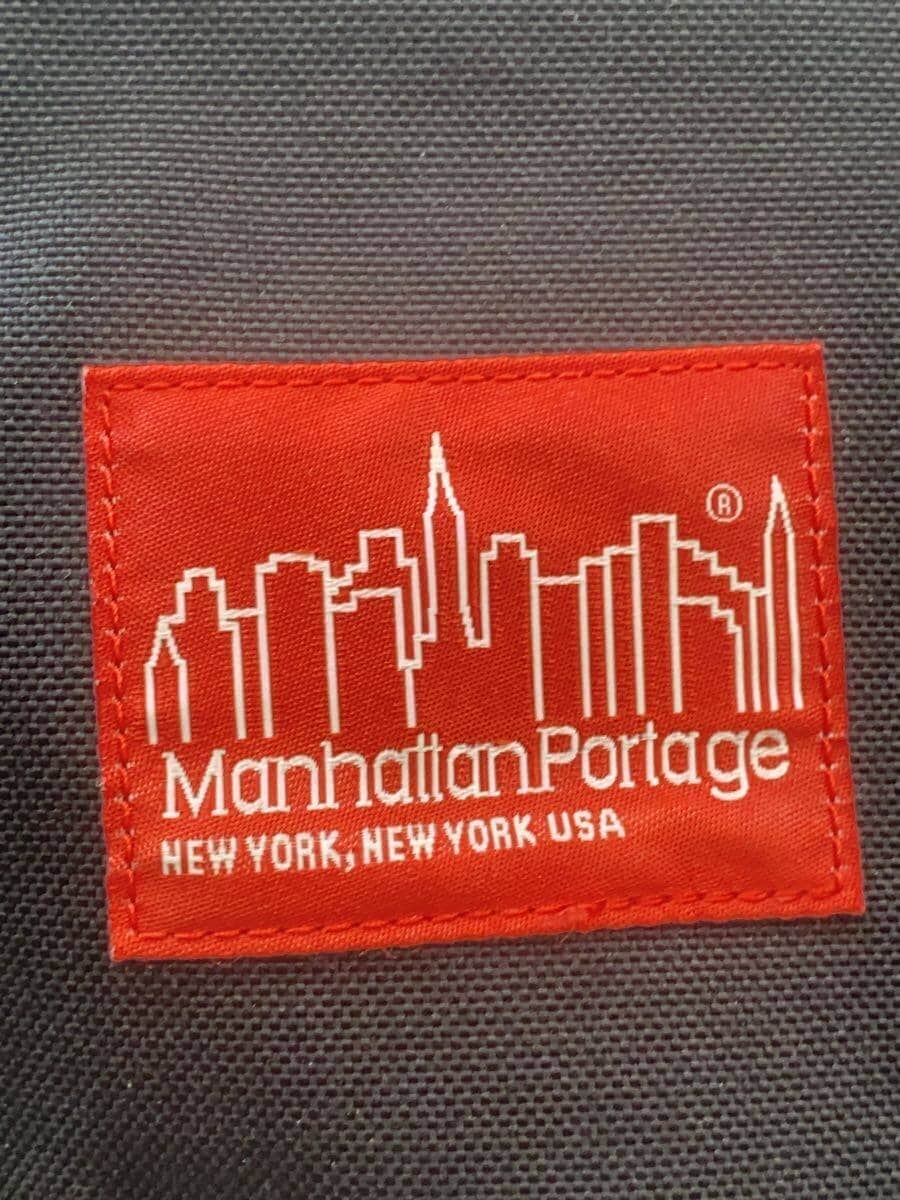 ®
ManhattanPortage
NEW YORK, NEW YORK USA